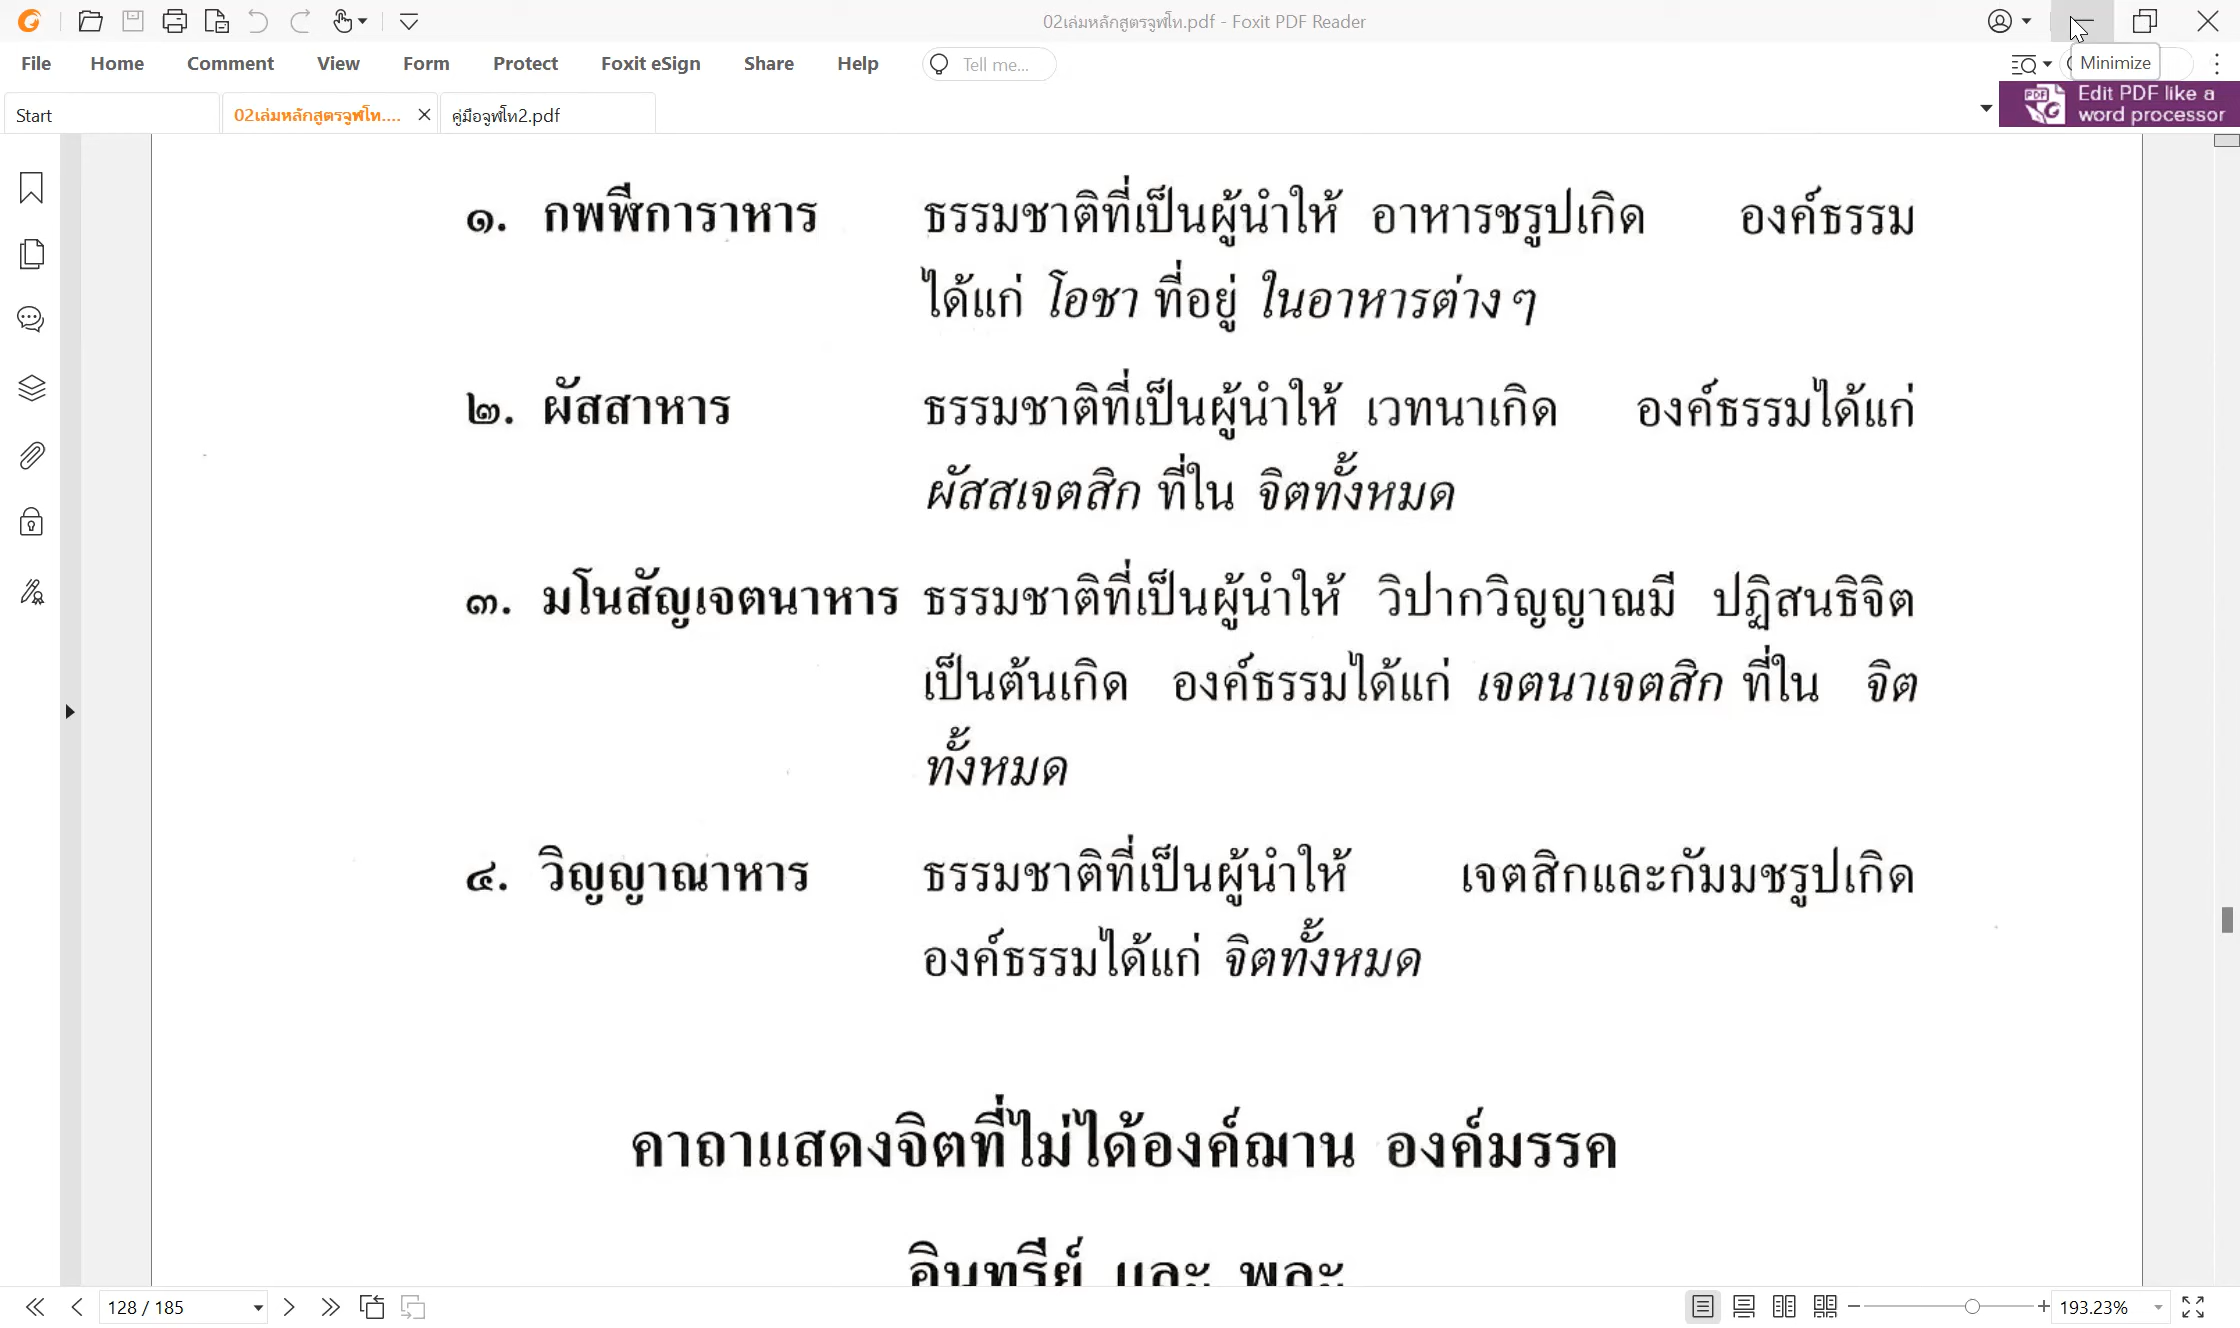 02เล่มหลักสูตรจูฬโท.pdf - Foxit PDF Reader
File Home Comment View Form Protect Foxit eSign Share Help Tell me... Minimize
Start 02เล่มหลักสูตรจูฬโท.... คู่มือจูฬโท2.pdf
Edit PDF like a
word processor
๑. กพฬีการาหาร ธรรมชาติที่เป็นผู้นำให้ อาหารชรูปเกิด องค์ธรรม
ได้แก่ โอชา ที่อยู่ ในอาหารต่าง ๆ
๒. ผัสสาหาร ธรรมชาติที่เป็นผู้นำให้ เวทนาเกิด องค์ธรรมได้แก่
ผัสสเจตสิก ที่ใน จิตทั้งหมด
๓. มโนสัญเจตนาหาร ธรรมชาติที่เป็นผู้นำให้ วิปากวิญญาณมี ปฏิสนธิจิต
เป็นต้นเกิด องค์ธรรมได้แก่ เจตนาเจตสิก ที่ใน จิต
ทั้งหมด
๔. วิญญาณาหาร ธรรมชาติที่เป็นผู้นำให้ เจตสิกและกัมมชรูปเกิด
องค์ธรรมได้แก่ จิตทั้งหมด
คาถาแสดงจิตที่ไม่ได้องค์ฌาน องค์มรรค
อินทรีย์ และ พละ
128 / 185 193.23%